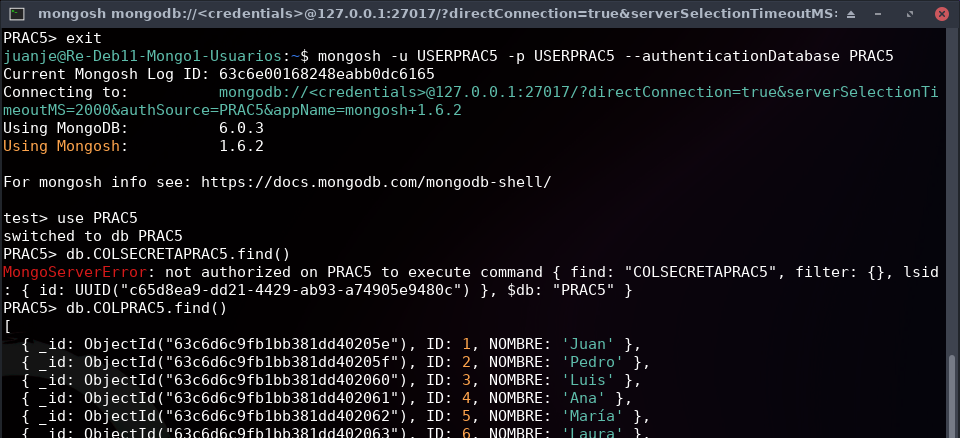 mongosh mongodb://<credentials>@127.0.0.1:27017/?directConnection=true&serverSelectionTimeoutMS:
PRAC5> exit
juanje@Re-Deb11-Mongo1-Usuarios:~$ mongosh -u USERPRAC5 -p USERPRAC5 --authenticationDatabase PRAC5
Current Mongosh Log ID: 63c6e00168248eabb0dc6165
Connecting to:          mongodb://<credentials>@127.0.0.1:27017/?directConnection=true&serverSelectionTi
meoutMS=2000&authSource=PRAC5&appName=mongosh+1.6.2
Using MongoDB:          6.0.3
Using Mongosh:          1.6.2
For mongosh info see: https://docs.mongodb.com/mongodb-shell/
test> use PRAC5
switched to db PRAC5
PRAC5> db.COLSECRETAPRAC5.find()
MongoServerError: not authorized on PRAC5 to execute command { find: "COLSECRETAPRAC5", filter: {}, lsid
: { id: UUID("c65d8ea9-dd21-4429-ab93-a74905e9480c") }, $db: "PRAC5" }
PRAC5> db.COLPRAC5.find()
[
  { _id: ObjectId("63c6d6c9fb1bb381dd40205e"), ID: 1, NOMBRE: 'Juan' },
  { _id: ObjectId("63c6d6c9fb1bb381dd40205f"), ID: 2, NOMBRE: 'Pedro' },
  { _id: ObjectId("63c6d6c9fb1bb381dd402060"), ID: 3, NOMBRE: 'Luis' },
  { _id: ObjectId("63c6d6c9fb1bb381dd402061"), ID: 4, NOMBRE: 'Ana' },
  { _id: ObjectId("63c6d6c9fb1bb381dd402062"), ID: 5, NOMBRE: 'María' },
  { _id: ObjectId("63c6d6c9fb1bb381dd402063"), ID: 6, NOMBRE: 'Laura' },